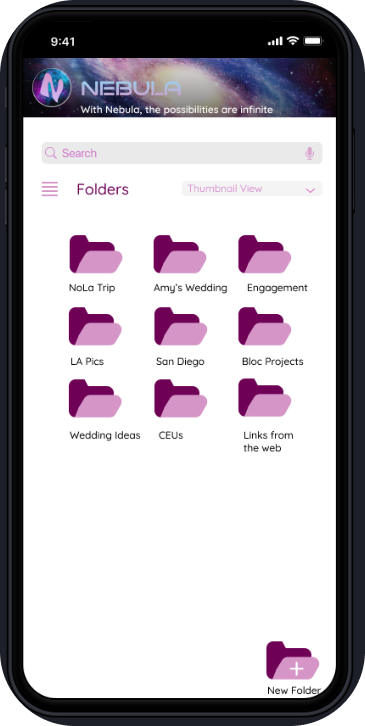 9:41
NEBULA
With Nebula, the possibilities are infinite
Search
Folders
Thumbnail View
NoLa Trip
Amy's Wedding
Engagement
LA Pics
San Diego
Bloc Projects
Wedding Ideas
CEUs
Links from
the web
New Folder